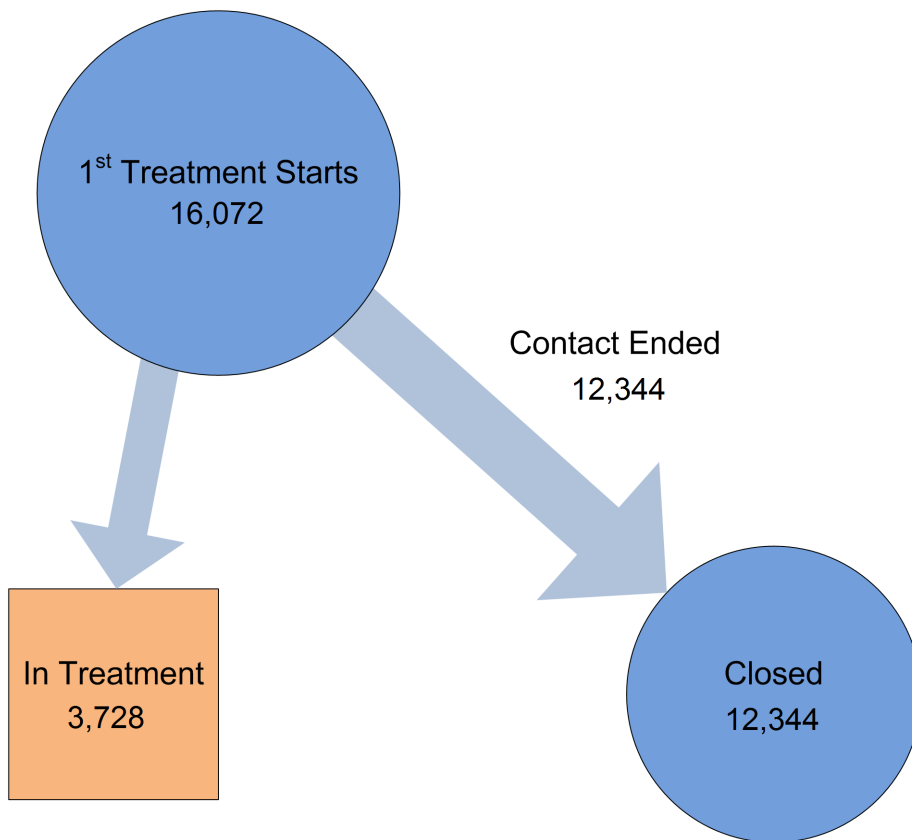 1st Treatment Starts
16,072
Contact Ended
12,344
In Treatment
3,728
Closed
12,344